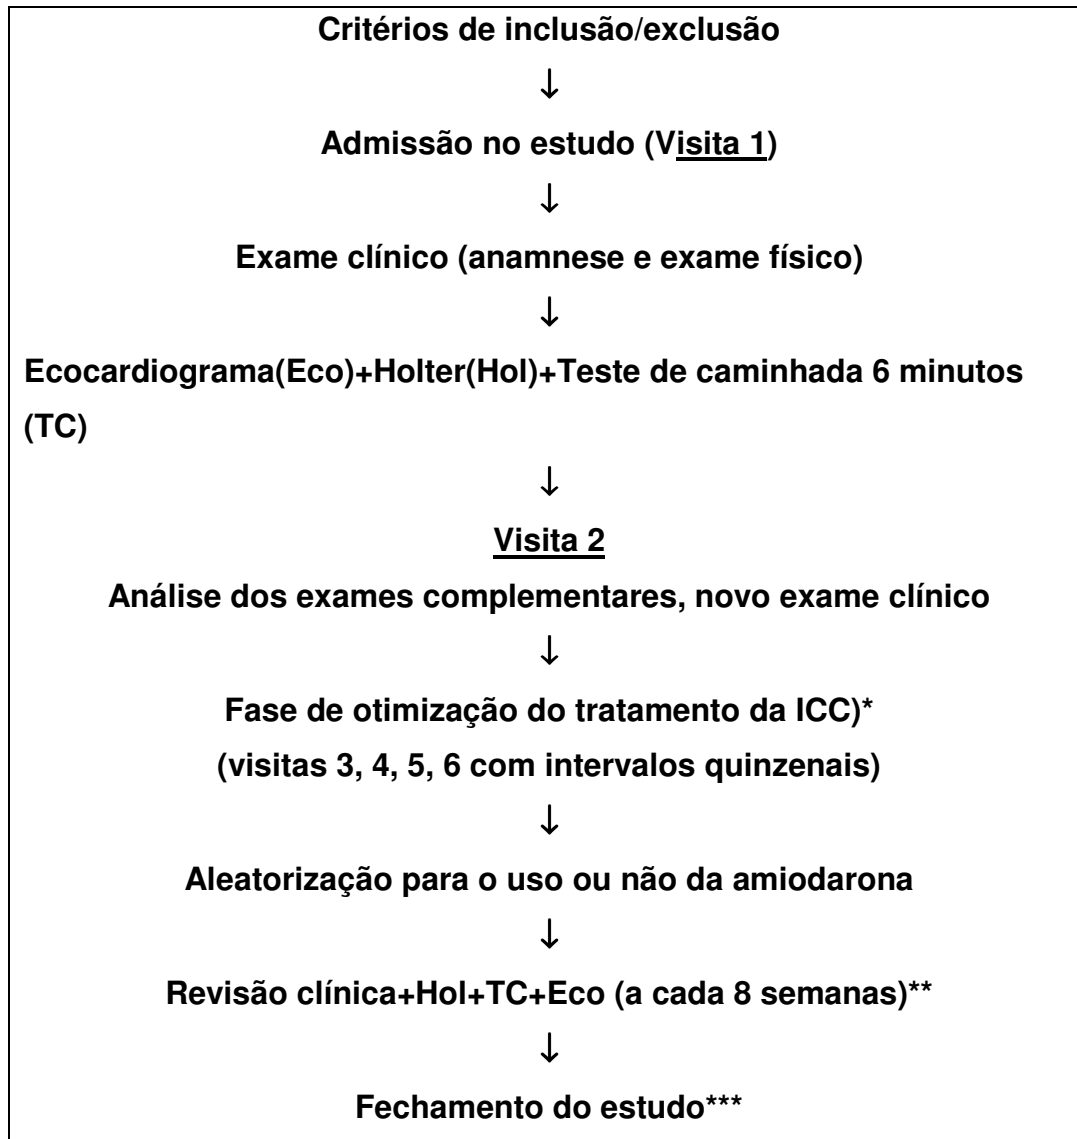 Critérios de inclusão/exclusão
↓
Admissão no estudo (Visita 1)
↓
Exame clínico (anamnese e exame físico)
↓
Ecocardiograma(Eco)+Holter(Hol)+Teste de caminhada 6 minutos
(TC)
↓
Visita 2
Análise dos exames complementares, novo exame clínico
↓
Fase de otimização do tratamento da ICC)*
(visitas 3, 4, 5, 6 com intervalos quinzenais)
↓
Aleatorização para o uso ou não da amiodarona
↓
Revisão clínica+Hol+TC+Eco (a cada 8 semanas)**
↓
Fechamento do estudo***